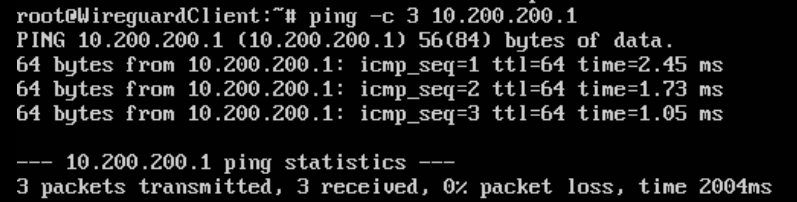 root@WireguardClient:~# ping -c 3 10.200.200.1
PING 10.200.200.1 (10.200.200.1) 56(84) bytes of data.
64 bytes from 10.200.200.1: icmp_seq=1 ttl=64 time=2.45 ms
64 bytes from 10.200.200.1: icmp_seq=2 ttl=64 time=1.73 ms
64 bytes from 10.200.200.1: icmp_seq=3 ttl=64 time=1.05 ms
--- 10.200.200.1 ping statistics ---
3 packets transmitted, 3 received, 0% packet loss, time 2004ms